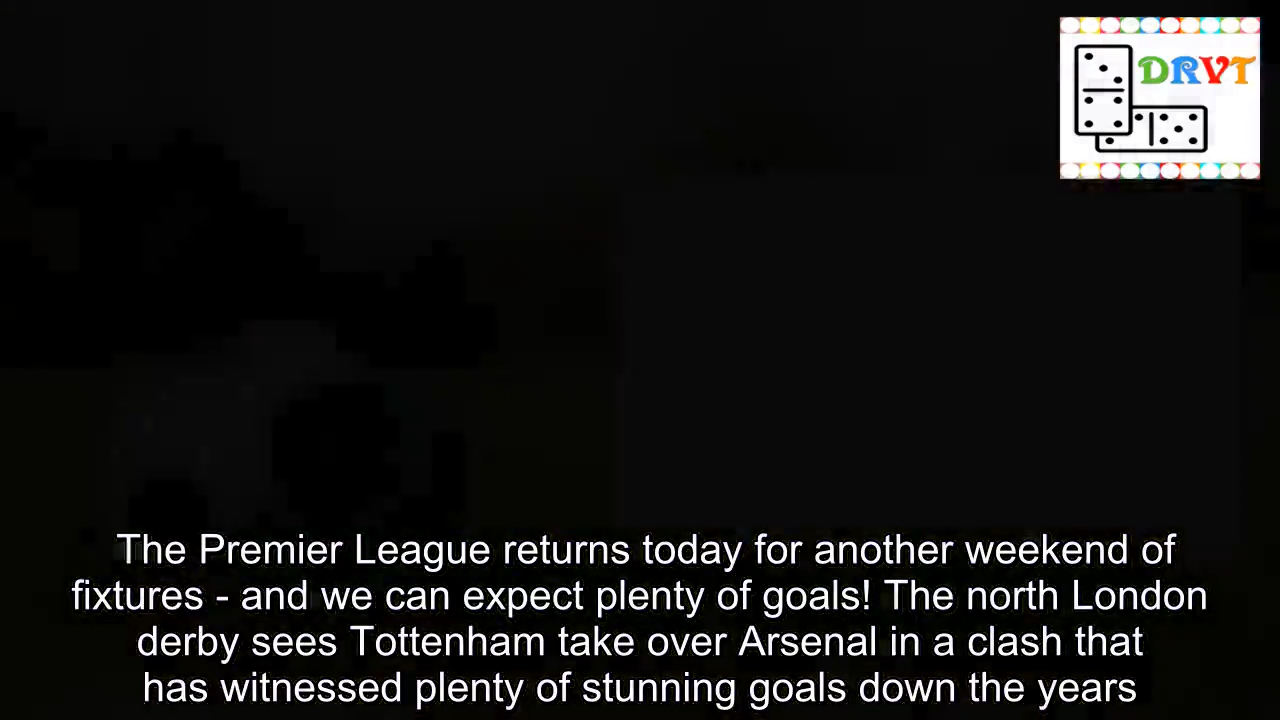 DRVT
The Premier League returns today for another weekend of
fixtures - and we can expect plenty of goals! The north London
derby sees Tottenham take over Arsenal in a clash that
has witnessed plenty of stunning goals down the years